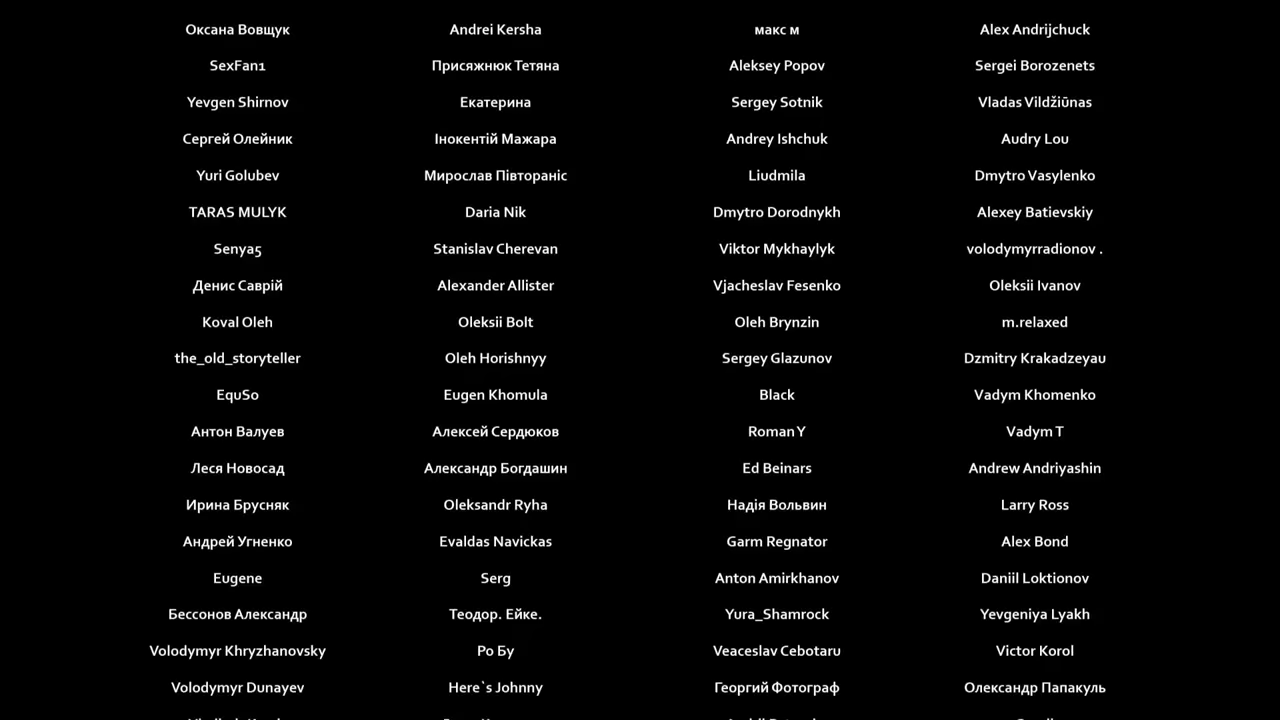 Оксана Вовщук Andrei Kersha макс м Alex Andrijchuck
SexFan1 Присяжнюк Тетяна Aleksey Popov Sergei Borozenets
Yevgen Shirnov Екатерина Sergey Sotnik Vladas Vildžiūnas
Сергей Олейник Інокентій Мажара Andrey Ishchuk Audry Lou
Yuri Golubev Мирослав Півтораніс Liudmila Dmytro Vasylenko
TARAS MULYK Daria Nik Dmytro Dorodnykh Alexey Batievskiy
Senya5 Stanislav Cherevan Viktor Mykhaylyk volodymyrradionov .
Денис Саврій Alexander Allister Vjacheslav Fesenko Oleksii Ivanov
Koval Oleh Oleksii Bolt Oleh Brynzin m.relaxed
the_old_storyteller Oleh Horishnyy Sergey Glazunov Dzmitry Krakadzeyau
EquSo Eugen Khomula Black Vadym Khomenko
Антон Валуев Алексей Сердюков Roman Y Vadym T
Леся Новосад Александр Богдашин Ed Beinars Andrew Andriyashin
Ирина Брусняк Oleksandr Ryha Надія Вольвин Larry Ross
Андрей Угненко Evaldas Navickas Garm Regnator Alex Bond
Eugene Serg Anton Amirkhanov Daniil Loktionov
Бессонов Александр Теодор. Ейке. Yura_Shamrock Yevgeniya Lyakh
Volodymyr Khryzhanovsky Ро Бу Veaceslav Cebotaru Victor Korol
Volodymyr Dunayev Here`s Johnny Георгий Фотограф Олександр Папакуль